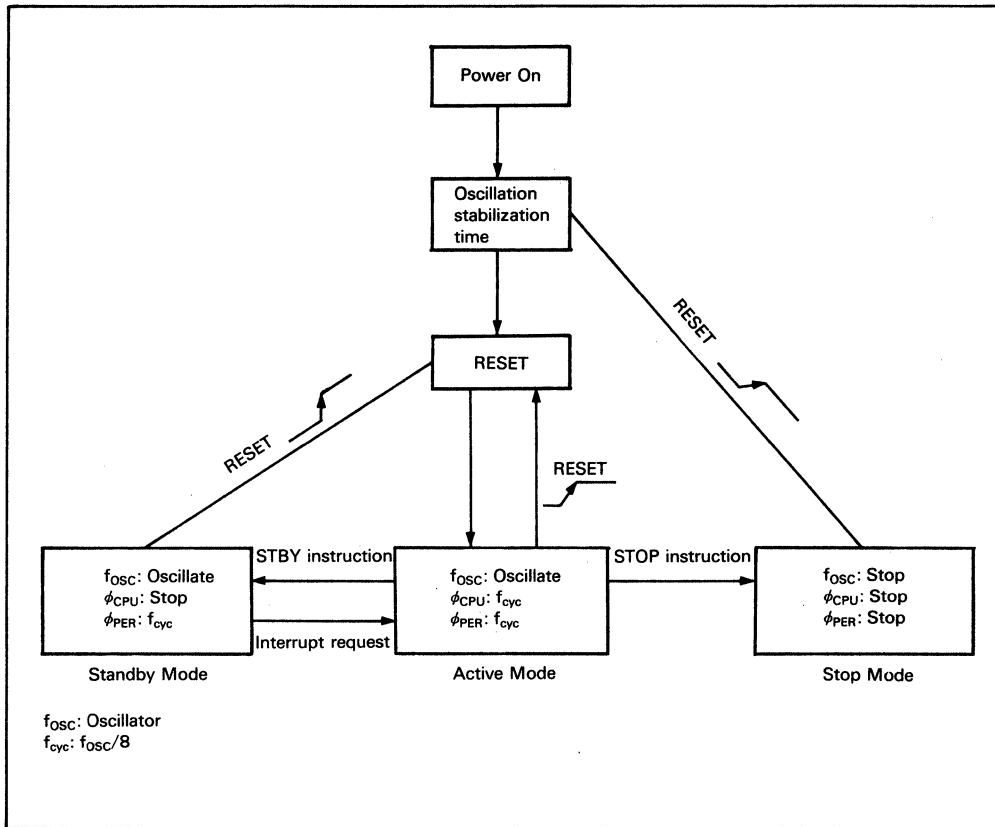 Power On
Oscillation
stabilization
time
RESET
RESET
RESET
RESET
STBY instruction
STOP instruction
Interrupt request
fOSC: Oscillate
ϕCPU: Stop
ϕPER: fcyc
Standby Mode
fOSC: Oscillate
ϕCPU: fcyc
ϕPER: fcyc
Active Mode
fOSC: Stop
ϕCPU: Stop
ϕPER: Stop
Stop Mode
fOSC: Oscillator
fcyc: fOSC/8